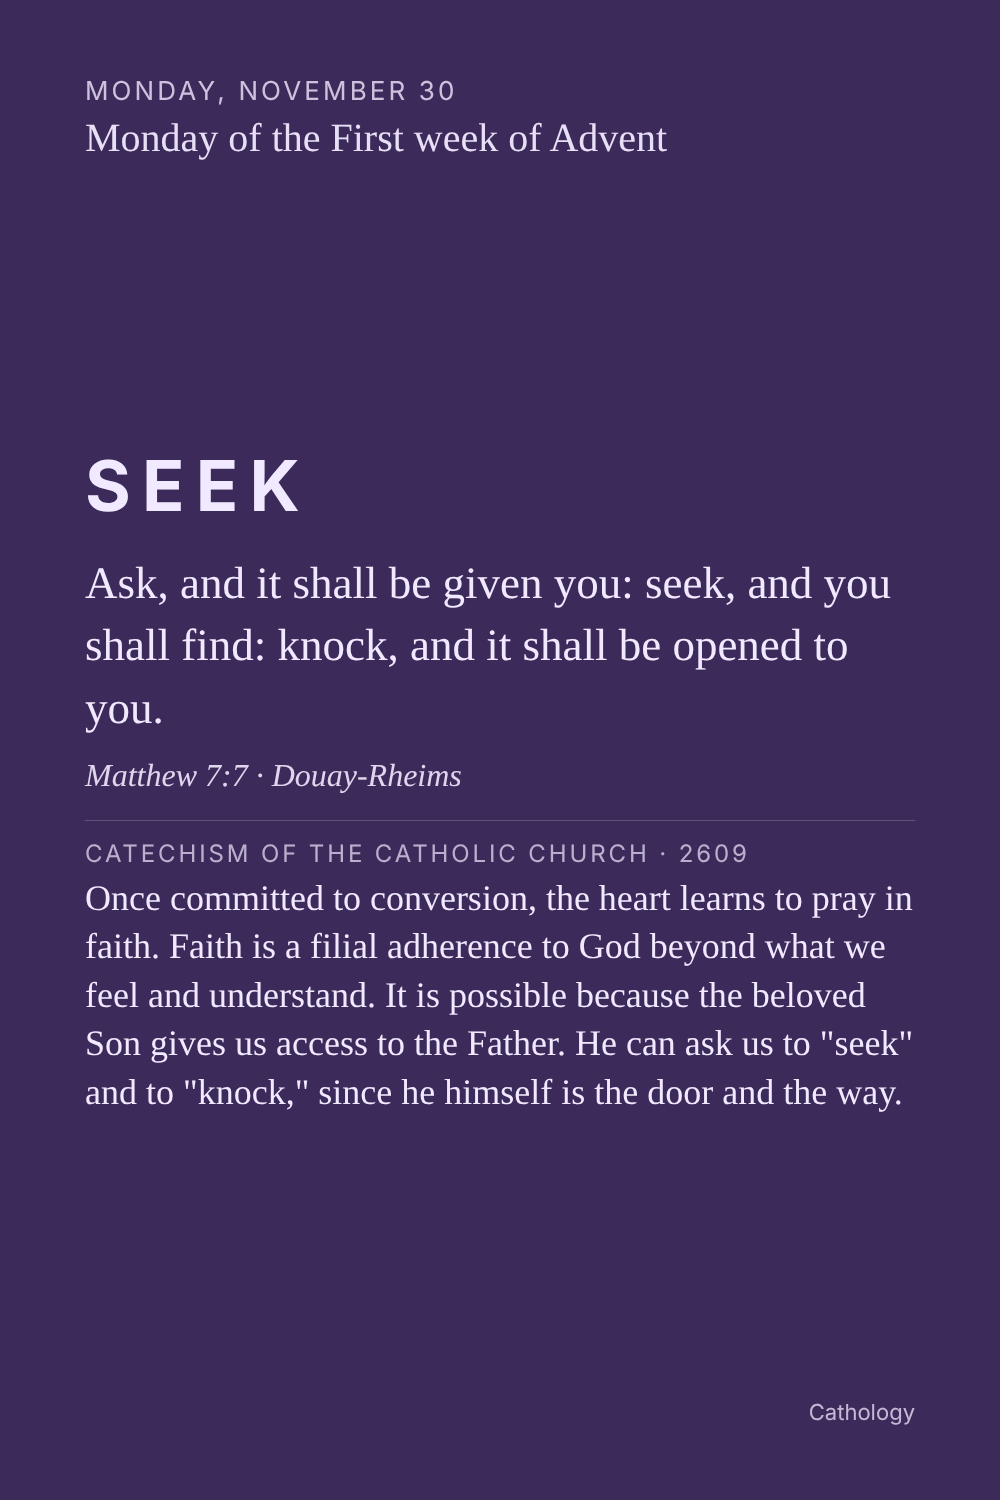 MONDAY, NOVEMBER 30
Monday of the First week of Advent
SEEK
Ask, and it shall be given you: seek, and you
shall find: knock, and it shall be opened to
you.
Matthew 7:7 · Douay-Rheims
CATECHISM OF THE CATHOLIC CHURCH · 2609
Once committed to conversion, the heart learns to pray in
faith. Faith is a filial adherence to God beyond what we
feel and understand. It is possible because the beloved
Son gives us access to the Father. He can ask us to "seek"
and to "knock," since he himself is the door and the way.
Cathology